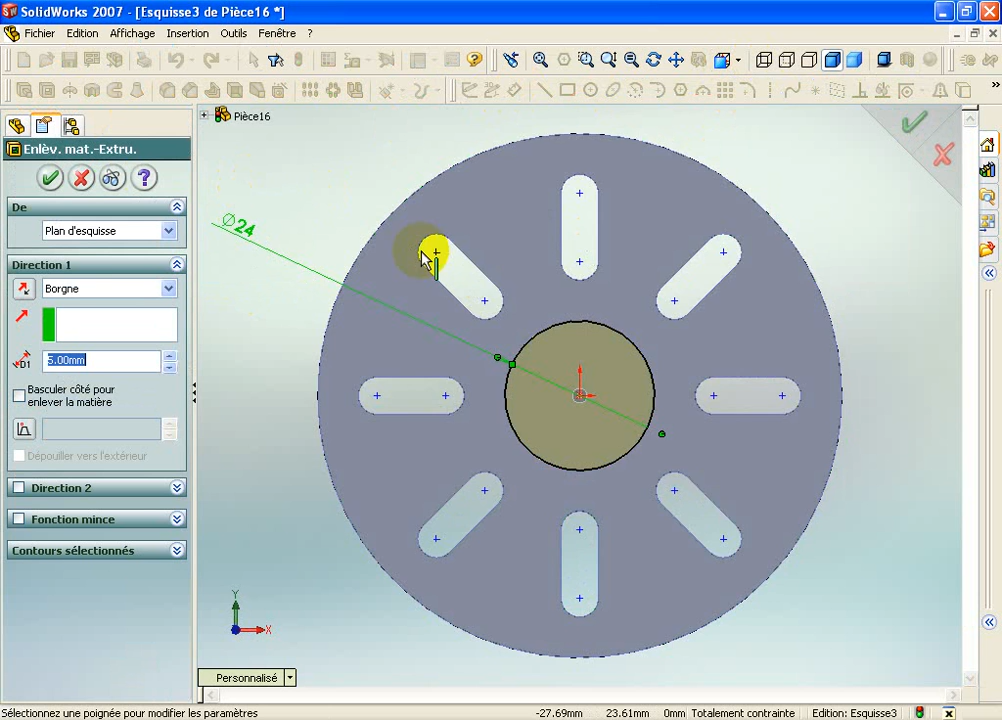 SolidWorks 2007 - [Esquisse3 de Pièce16 *]
Fichier Edition Affichage Insertion Outils Fenêtre ?
Pièce16
Enlèv. mat.-Extru.
De
Plan d'esquisse
Direction 1
Borgne
D1
5.00mm
Basculer côté pour
enlever la matière
Dépouiller vers l'extérieur
Direction 2
Fonction mince
Contours sélectionnés
Ø24
Y
X
Personnalisé
Sélectionnez une poignée pour modifier les paramètres
-27.69mm 23.61mm 0mm Totalement contrainte Edition: Esquisse3